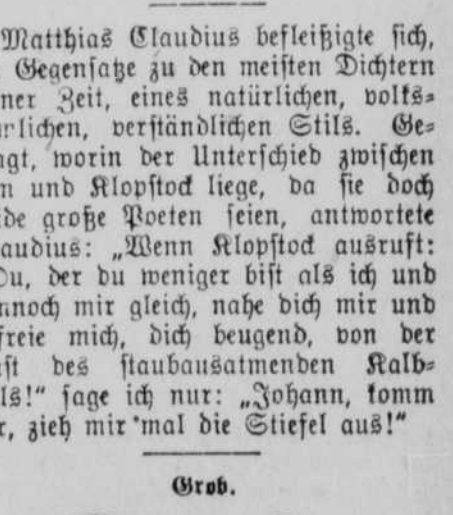 Matthias Claudius befleißigte sich,
Gegensatze zu den meisten Dichtern
ner Zeit, eines natürlichen, volks-
rlichen, verständlichen Stils. Ge-
agt, worin der Unterschied zwischen
n und Klopstock liege, da sie doch
ide große Poeten seien, antwortete
audius: „Wenn Klopstock ausruft:
Du, der du weniger bist als ich und
nnoch mir gleich, nahe dich mir und
freie mich, dich beugend, von der
ast des staubausatmenden Kalb-
ls!“ sage ich nur: „Johann, komm
r, zieh mir 'mal die Stiefel aus!“
Grob.